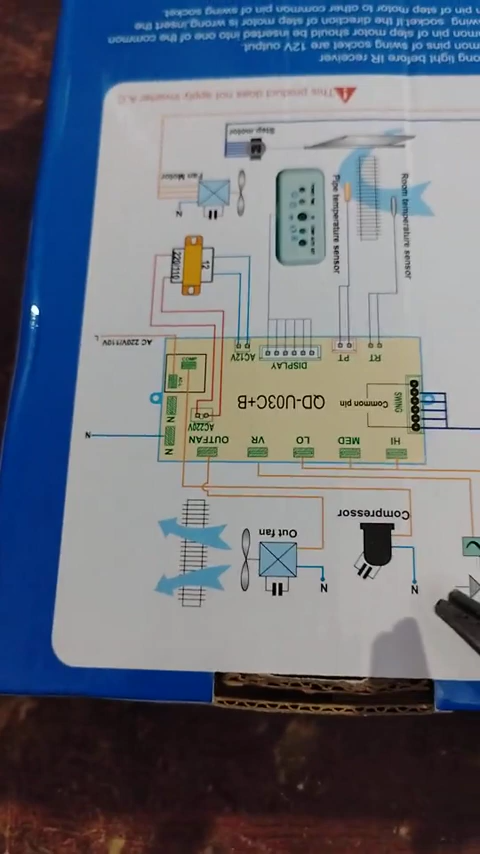 N
N
Compressor
Out fan
HI
MED
LO
VR
OUTFAN
N
N
N
AC220V
SWING
Common pin
QD-U03C+B
COMP
RT
PT
DISPLAY
AC12V
AC 220V/110V L
12
220/110
Room temperature sensor
Pipe temperature sensor
N
Fan Motor
M
Step motor
This product does not apply inverter A.C
ong light before IR receiver
mon pins of swing socket are 12V output.
mon pin of step motor should be inserted into one of the common
wing socket if the direction of step motor is wrong,insert the
n pin of step motor to other common pin of swing socket.